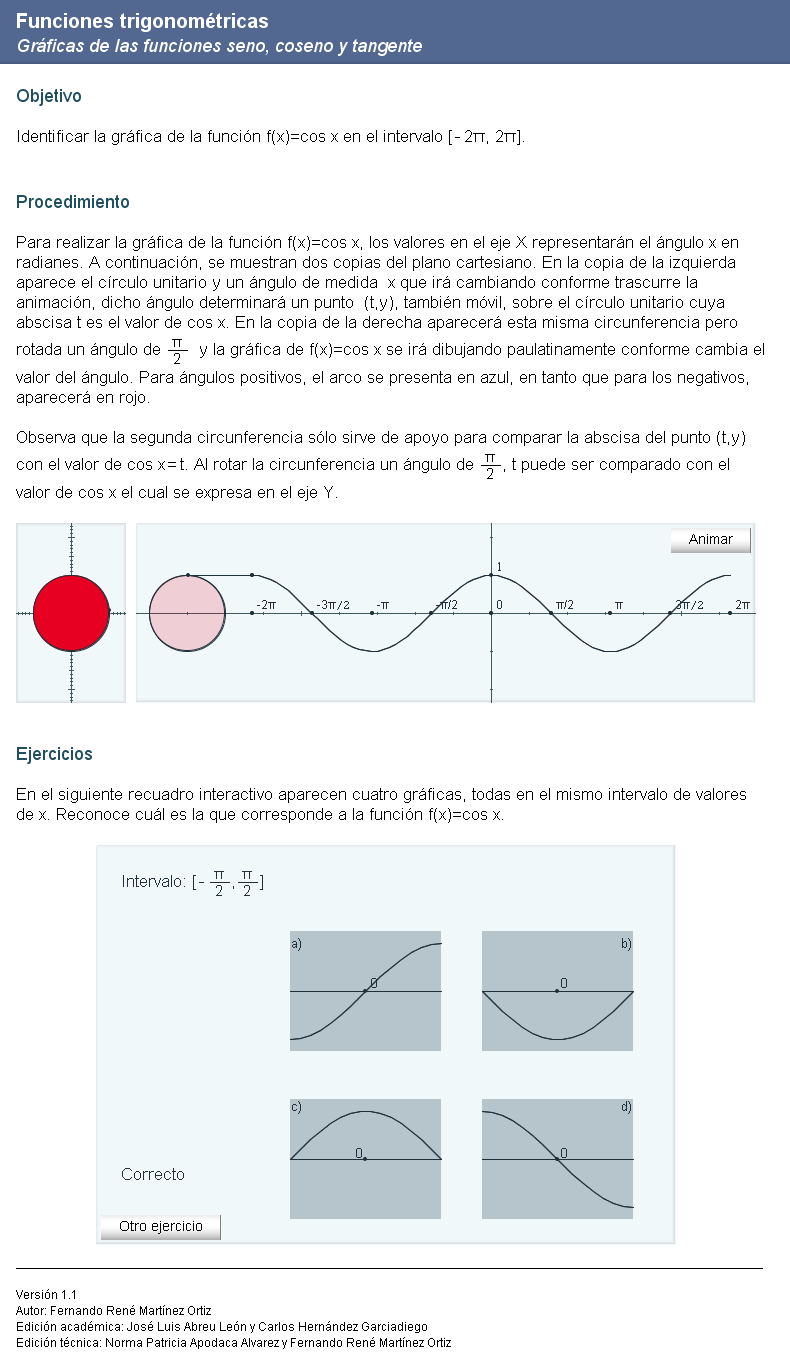 Funciones trigonométricas
Gráficas de las funciones seno, coseno y tangente
Objetivo
Identificar la gráfica de la función f(x)=cos x en el intervalo [- 2π, 2π].
Procedimiento
Para realizar la gráfica de la función f(x)=cos x, los valores en el eje X representarán el ángulo x en
radianes. A continuación, se muestran dos copias del plano cartesiano. En la copia de la izquierda
aparece el círculo unitario y un ángulo de medida x que irá cambiando conforme trascurre la
animación, dicho ángulo determinará un punto (t,y), también móvil, sobre el círculo unitario cuya
abscisa t es el valor de cos x. En la copia de la derecha aparecerá esta misma circunferencia pero
rotada un ángulo de π/2 y la gráfica de f(x)=cos x se irá dibujando paulatinamente conforme cambia el
valor del ángulo. Para ángulos positivos, el arco se presenta en azul, en tanto que para los negativos,
aparecerá en rojo.
Observa que la segunda circunferencia sólo sirve de apoyo para comparar la abscisa del punto (t,y)
con el valor de cos x=t. Al rotar la circunferencia un ángulo de π/2, t puede ser comparado con el
valor de cos x el cual se expresa en el eje Y.
Animar
1
-2π -3π/2 -π -π/2 0 π/2 π 3π/2 2π
Ejercicios
En el siguiente recuadro interactivo aparecen cuatro gráficas, todas en el mismo intervalo de valores
de x. Reconoce cuál es la que corresponde a la función f(x)=cos x.
Intervalo: [- π/2, π/2]
a) b)
0 0
c) d)
0 0
Correcto
Otro ejercicio
Versión 1.1
Autor: Fernando René Martínez Ortiz
Edición académica: José Luis Abreu León y Carlos Hernández Garciadiego
Edición técnica: Norma Patricia Apodaca Alvarez y Fernando René Martínez Ortiz